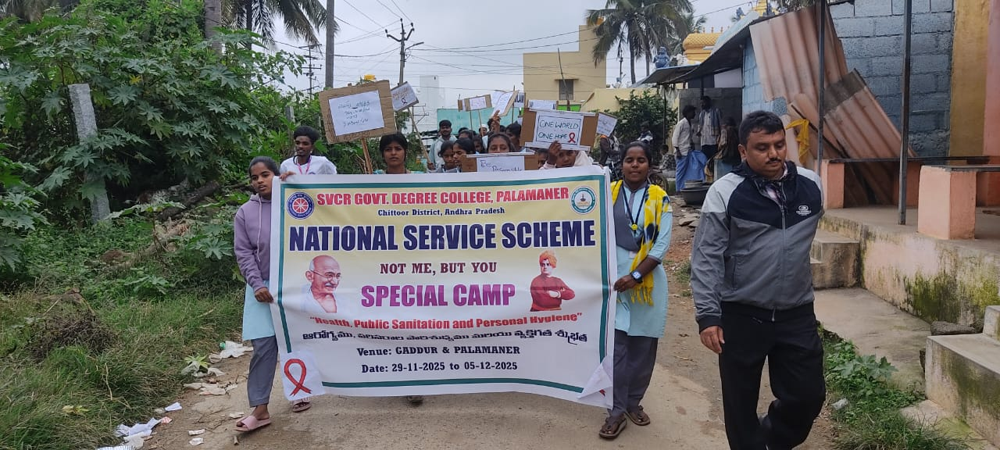 SVCR GOVT. DEGREE COLLEGE, PALAMANER
Chittoor District, Andhra Pradesh
NATIONAL SERVICE SCHEME
NOT ME, BUT YOU
SPECIAL CAMP
"Health, Public Sanitation and Personal Hygiene"
ఆరోగ్యము, పరిసరాల పారిశుధ్యము మరియు వ్యక్తిగత శుభ్రత
Venue: GADDUR & PALAMANER
Date: 29-11-2025 to 05-12-2025
ONE WORLD
ONE HOPE